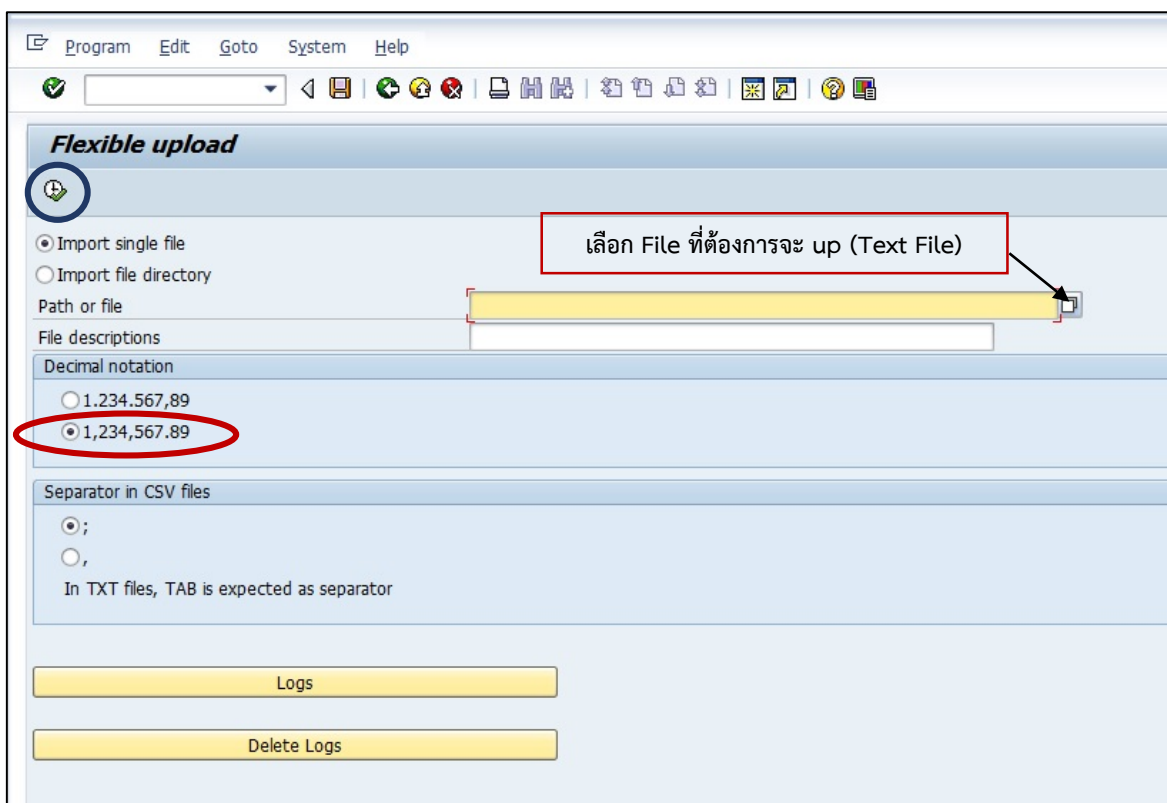 Program Edit Goto System Help
Flexible upload
Import single file
เลือก File ที่ต้องการจะ up (Text File)
Import file directory
Path or file
File descriptions
Decimal notation
1.234.567,89
1,234,567.89
Separator in CSV files
;
,
In TXT files, TAB is expected as separator
Logs
Delete Logs